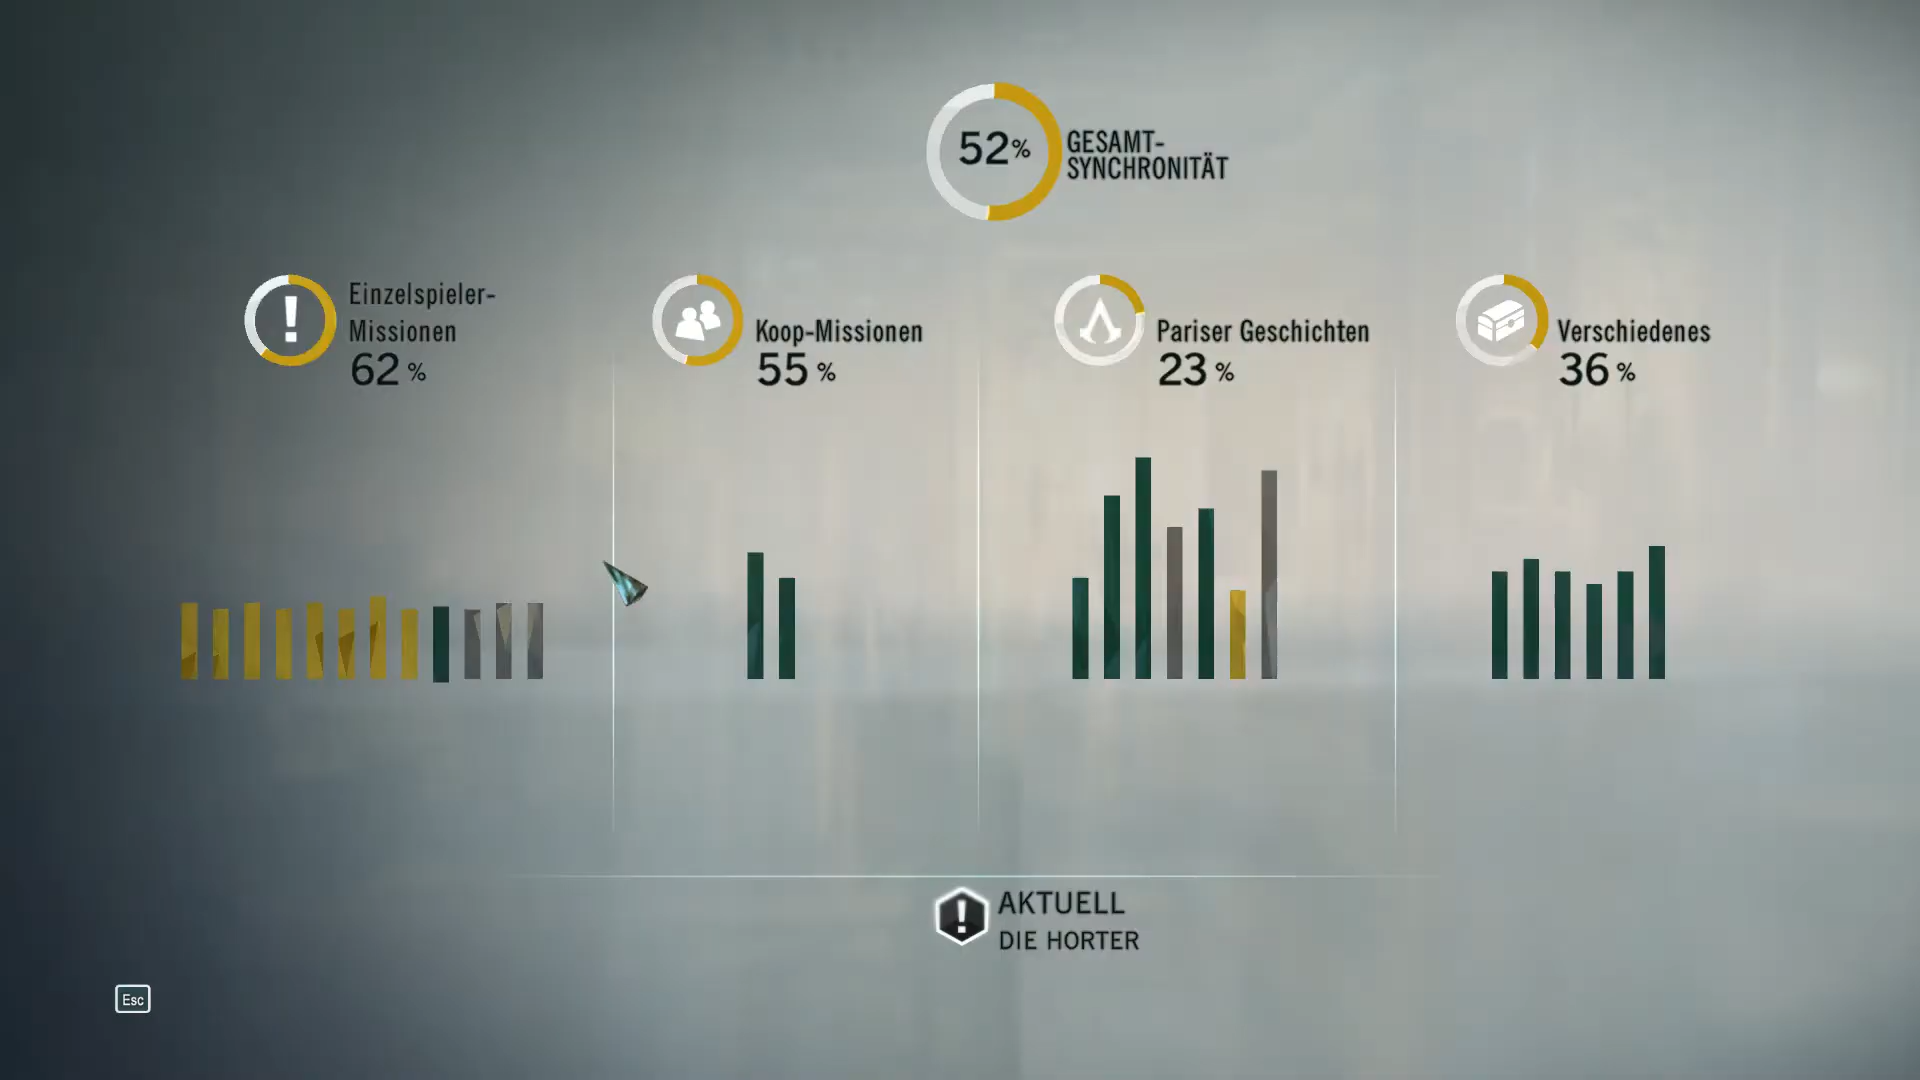 52%
GESAMT-
SYNCHRONITÄT
Einzelspieler-
Missionen
62 %
Koop-Missionen
55 %
Pariser Geschichten
23 %
Verschiedenes
36 %
AKTUELL
DIE HORTER
Esc